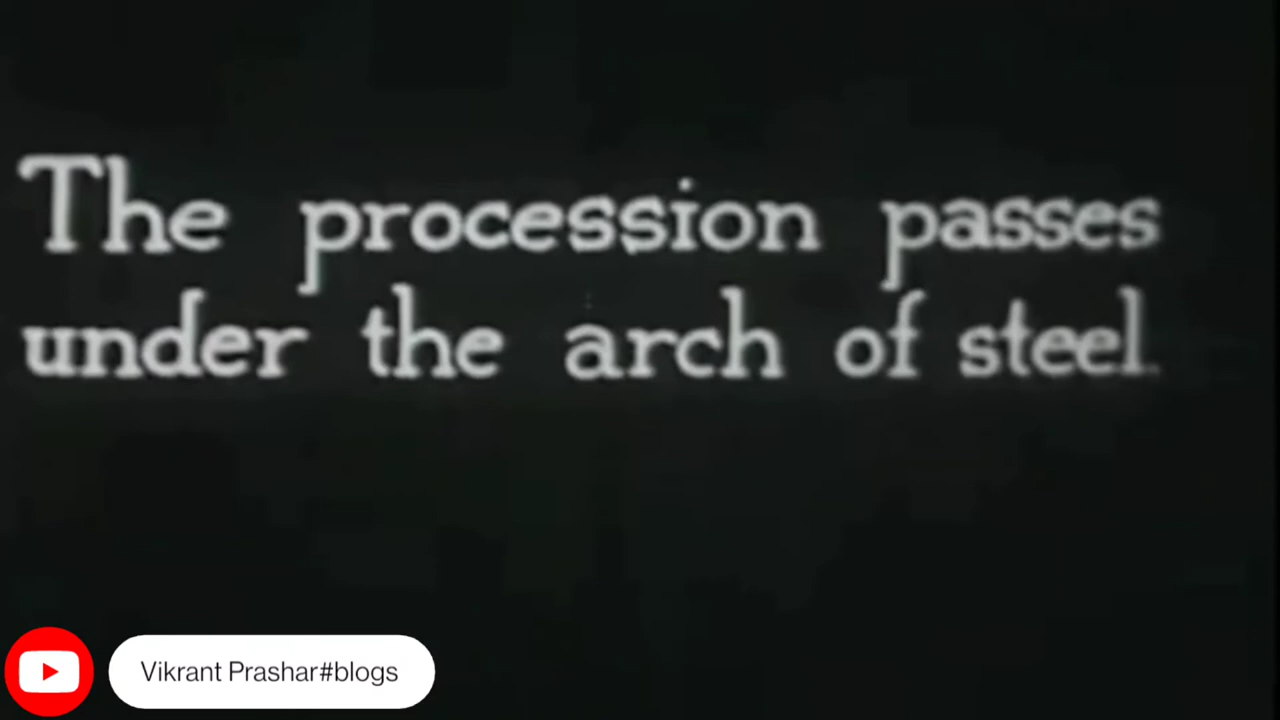 The procession passes
under the arch of steel.
Vikrant Prashar#blogs